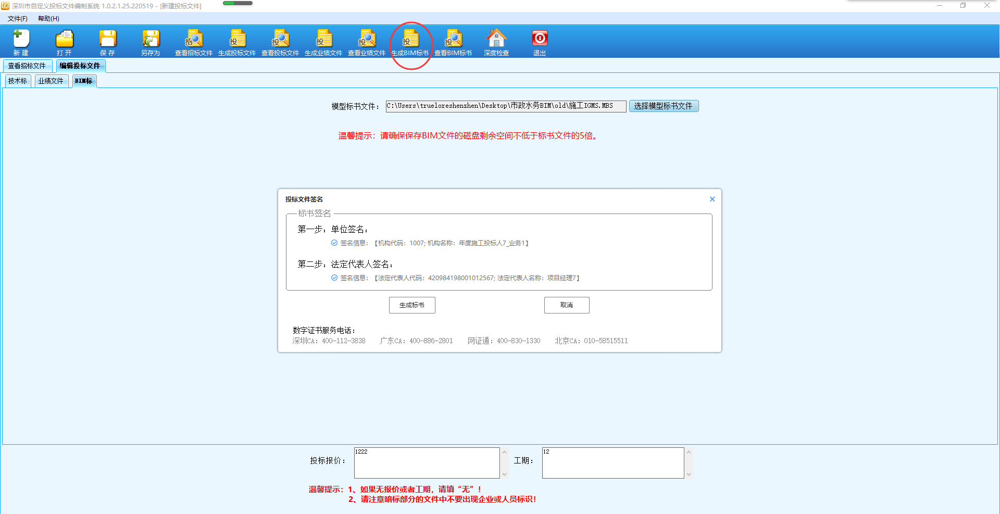 深圳市自定义投标文件编制系统 1.0.2.1.25.220519 - [新建投标文件]
文件(F) 帮助(H)
新 建 打 开 保 存 另存为 查看招标文件 生成投标文件 查看投标文件 生成业绩文件 查看业绩文件 生成BIM标书 查看BIM标书 深度检查 退出
查看招标文件 编辑投标文件
技术标 业绩文件 BIM标
模型标书文件： C:\Users\trueloreshenzhen\Desktop\市政水务BIM\old\施工IGMS.MBS 选择模型标书文件
温馨提示：请确保保存BIM文件的磁盘剩余空间不低于标书文件的5倍。
投标文件签名
标书签名
第一步：单位签名：
签名信息：【机构代码：1007; 机构名称：年度施工投标人7_业务1】
第二步：法定代表人签名：
签名信息：【法定代表人代码：420984198001012567; 法定代表人名称：项目经理7】
生成标书 取消
数字证书服务电话：
深圳CA：400-112-3838 广东CA：400-886-2801 网证通：400-830-1330 北京CA：010-58515511
投标报价： 1222 工期： 12
温馨提示：1、如果无报价或者工期，请填“无”！
2、请注意暗标部分的文件中不要出现企业或人员标识！